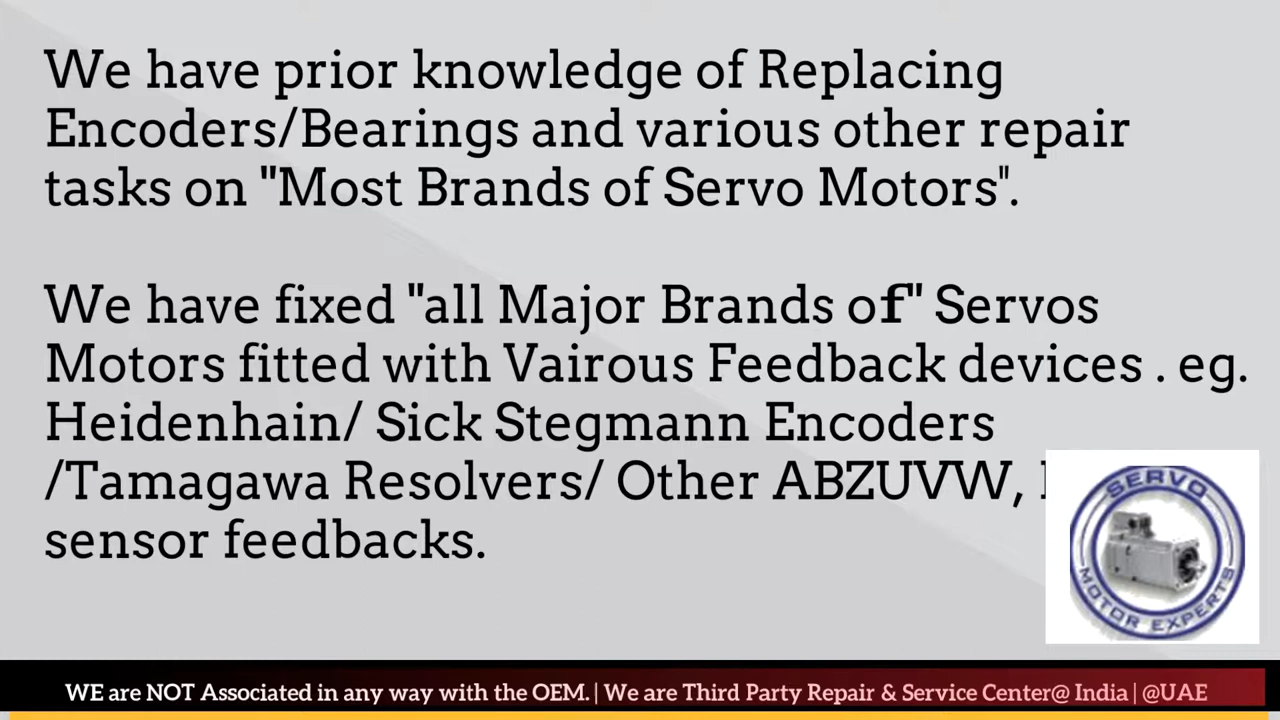 We have prior knowledge of Replacing
Encoders/Bearings and various other repair
tasks on "Most Brands of Servo Motors".
We have fixed "all Major Brands of" Servos
Motors fitted with Vairous Feedback devices . eg.
Heidenhain/ Sick Stegmann Encoders
/Tamagawa Resolvers/ Other ABZUVW,
sensor feedbacks.
SERVO
MOTOR EXPERTS
WE are NOT Associated in any way with the OEM. | We are Third Party Repair & Service Center@ India | @UAE